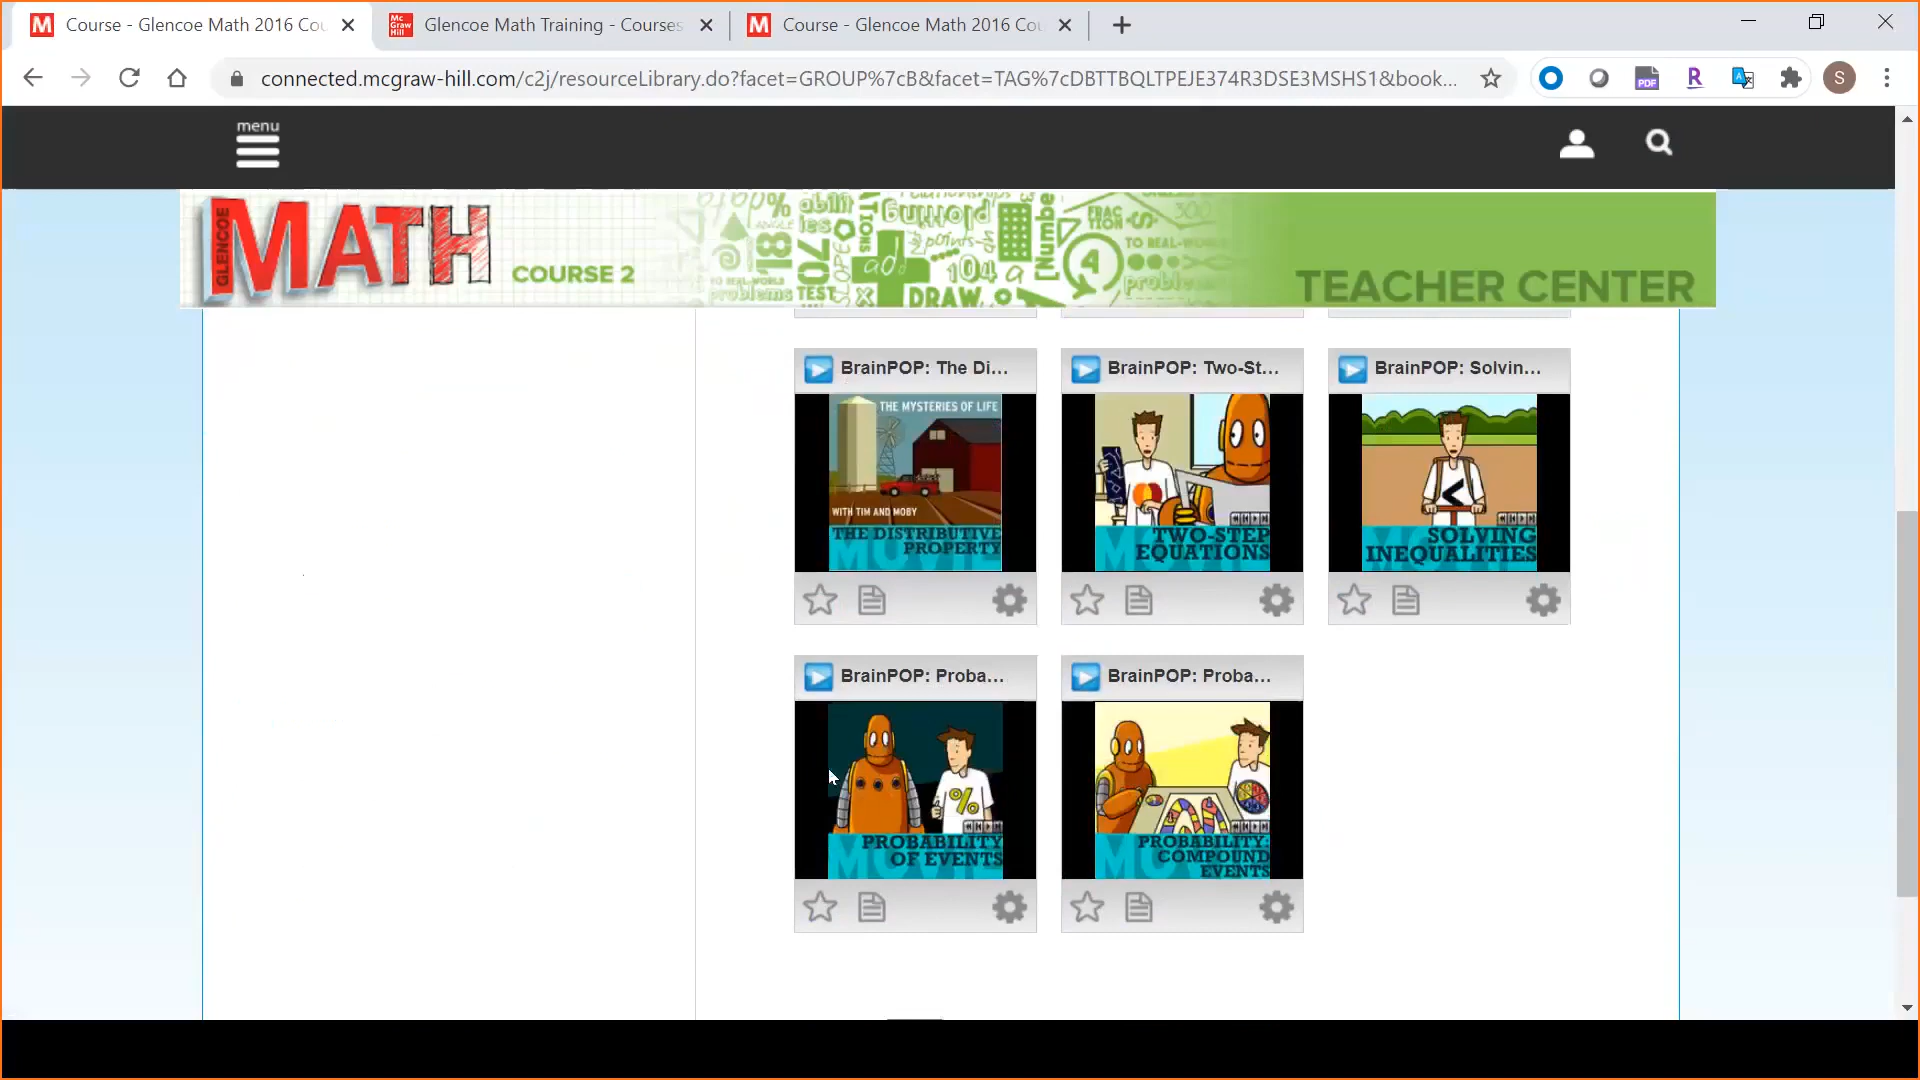 Course - Glencoe Math 2016 Cou
Glencoe Math Training - Courses
Course - Glencoe Math 2016 Cou
connected.mcgraw-hill.com/c2j/resourceLibrary.do?facet=GROUP%7cB&facet=TAG%7cDBTTBQLTPEJE374R3DSE3MSHS1&book...
PDF
R
S
menu
GLENCOE
MATH
COURSE 2
TEACHER CENTER
BrainPOP: The Di...
BrainPOP: Two-St...
BrainPOP: Solvin...
THE MYSTERIES OF LIFE
WITH TIM AND MOBY
THE DISTRIBUTIVE
PROPERTY
TWO-STEP
EQUATIONS
SOLVING
INEQUALITIES
BrainPOP: Proba...
BrainPOP: Proba...
PROBABILITY
OF EVENTS
PROBABILITY:
COMPOUND
EVENTS